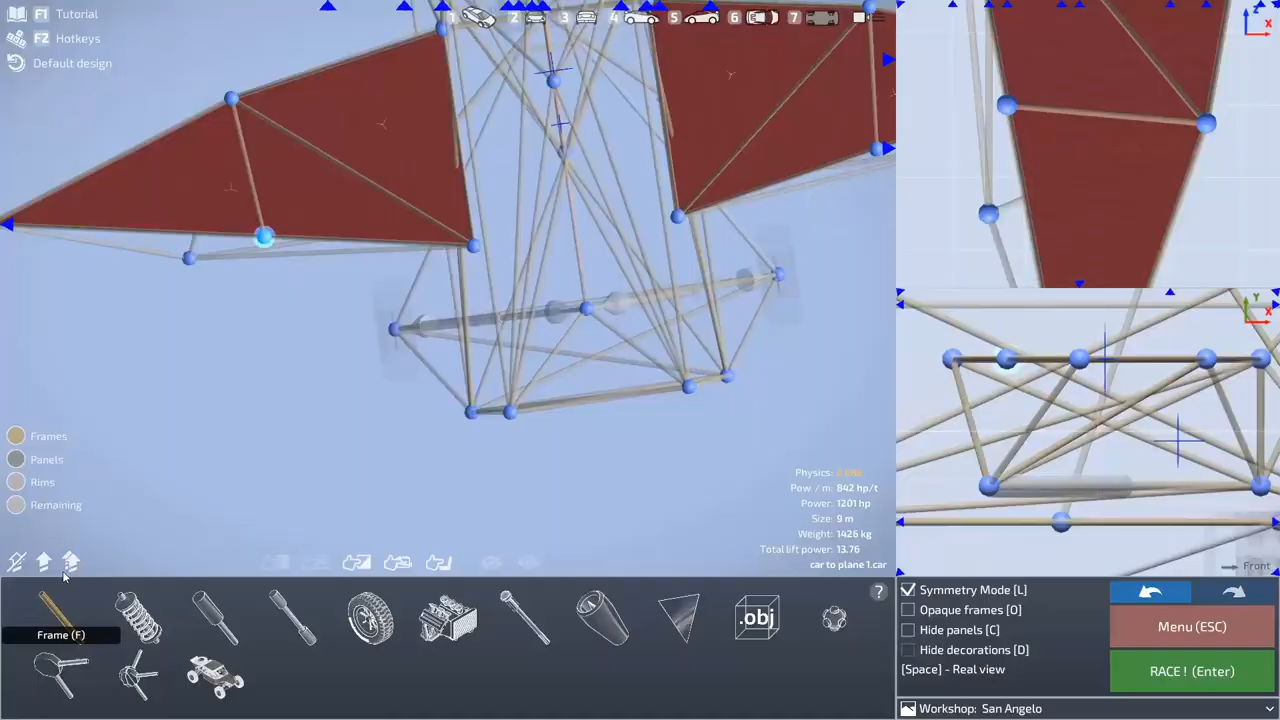 F1 Tutorial
F2 Hotkeys
Default design
1 2 3 4 5 6 7
Z X
Y X
Front
Frames
Panels
Rims
Remaining
Physics:
Pow / m: 842 hp/t
Power: 1201 hp
Size: 9 m
Weight: 1426 kg
Total lift power: 13.76
car to plane 1.car
?
.obj
Frame (F)
Symmetry Mode [L]
Opaque frames [O]
Hide panels [C]
Hide decorations [D]
[Space] - Real view
Menu (ESC)
RACE! (Enter)
Workshop: San Angelo